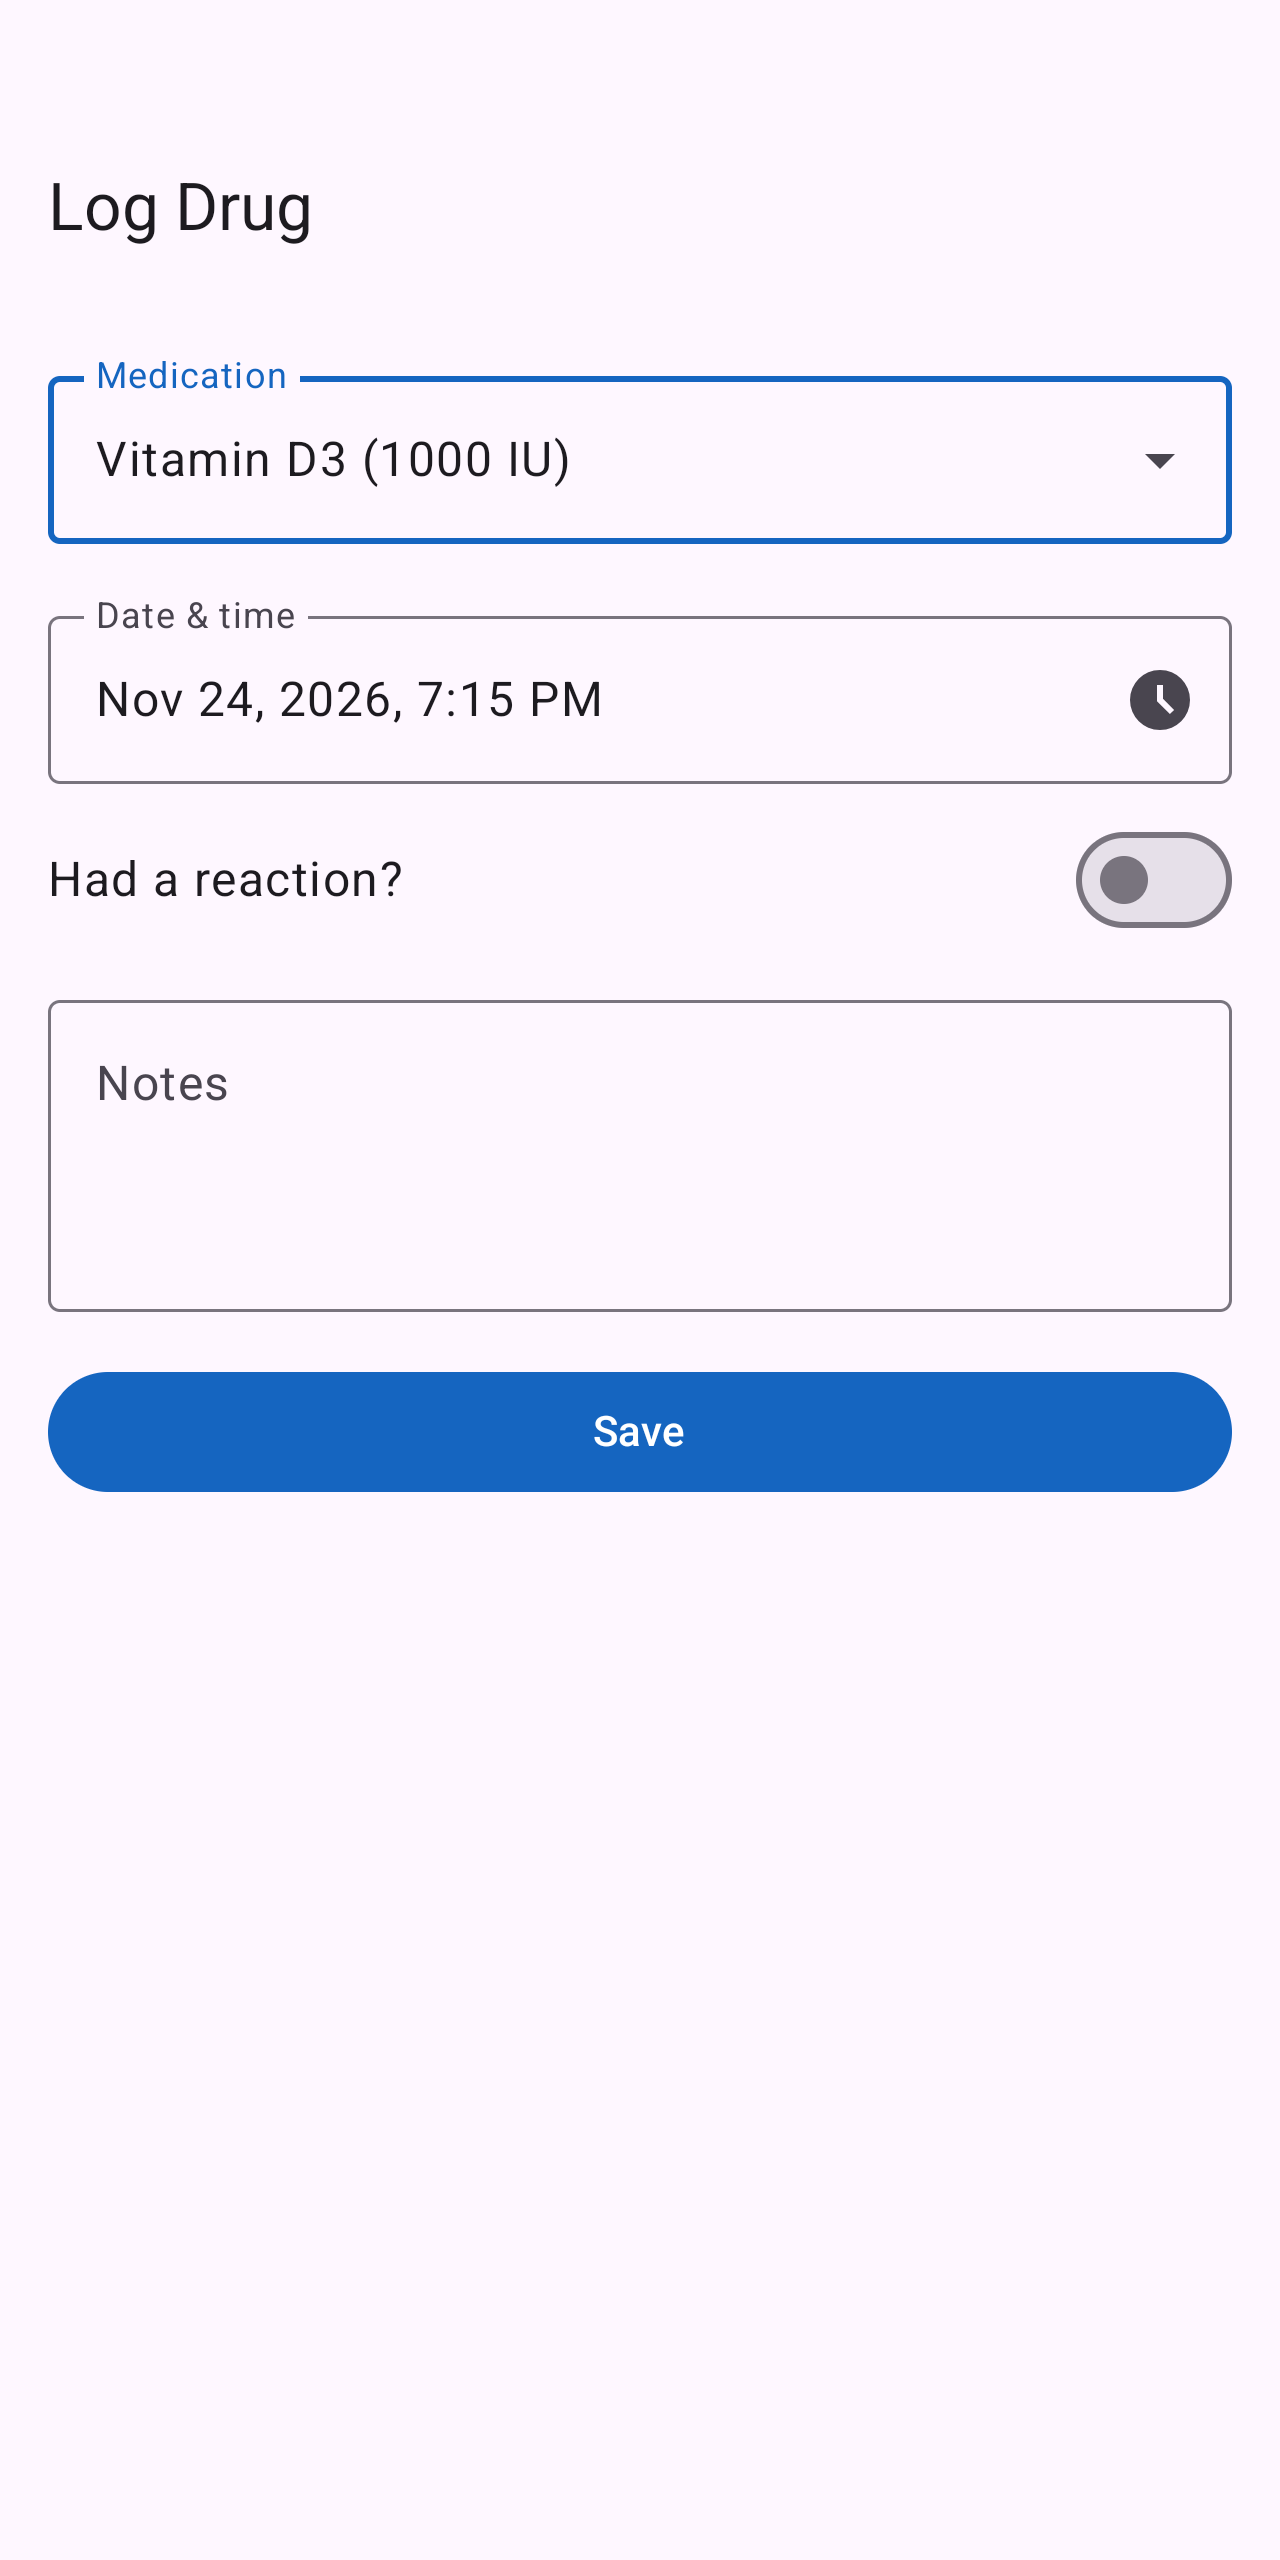 Log Drug
Medication
Vitamin D3 (1000 IU)
Date & time
Nov 24, 2026, 7:15 PM
Had a reaction?
Notes
Save